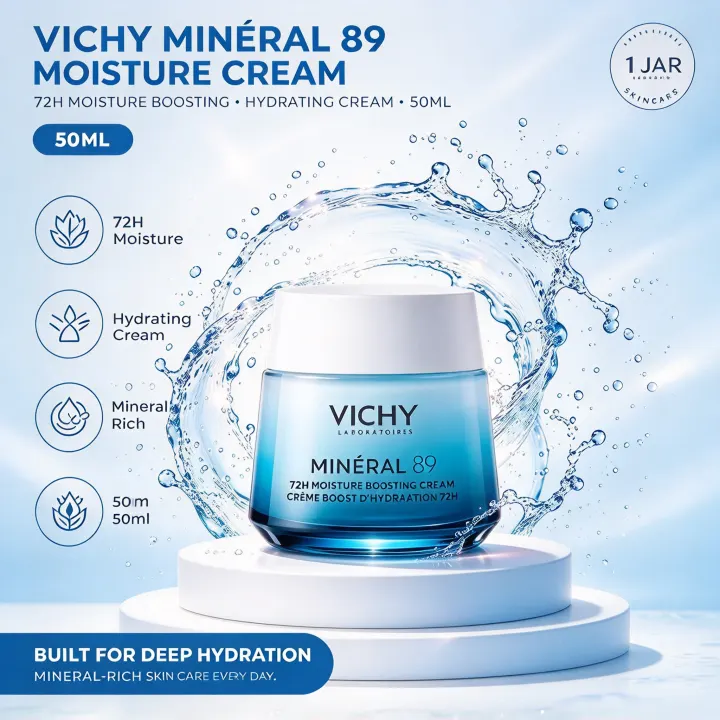 VICHY MINÉRAL 89
MOISTURE CREAM
72H MOISTURE BOOSTING • HYDRATING CREAM • 50ML
50ML
1 JAR
SKINCARS
72H
Moisture
Hydrating
Cream
Mineral
Rich
50m
50ml
VICHY
LABORATOIRES
MINÉRAL 89
72H MOISTURE BOOSTING CREAM
CRÈME BOOST D'HYDRAATION 72H
BUILT FOR DEEP HYDRATION
MINERAL-RICH SKIN CARE EVERY DAY.